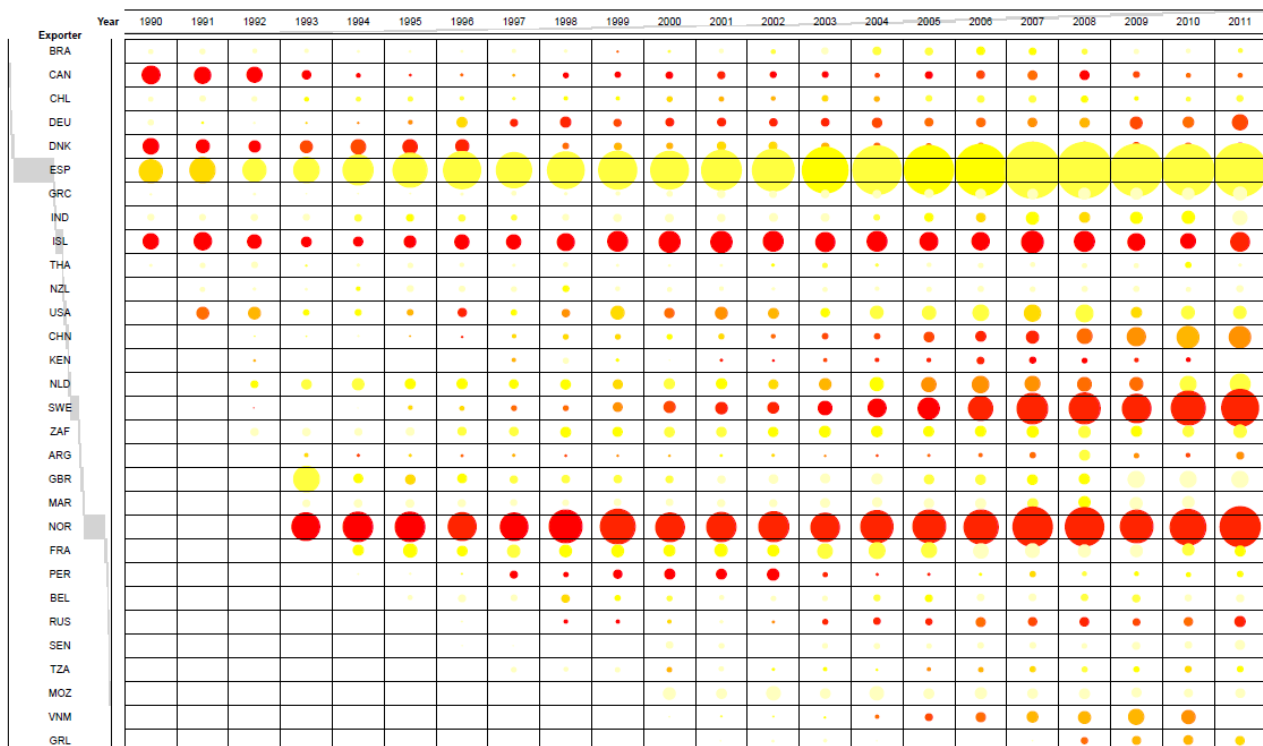 Year 1990 1991 1992 1993 1994 1995 1996 1997 1998 1999 2000 2001 2002 2003 2004 2005 2006 2007 2008 2009 2010 2011
Exporter
BRA
CAN
CHL
DEU
DNK
ESP
GRC
IND
ISL
THA
NZL
USA
CHN
KEN
NLD
SWE
ZAF
ARG
GBR
MAR
NOR
FRA
PER
BEL
RUS
SEN
TZA
MOZ
VNM
GRL